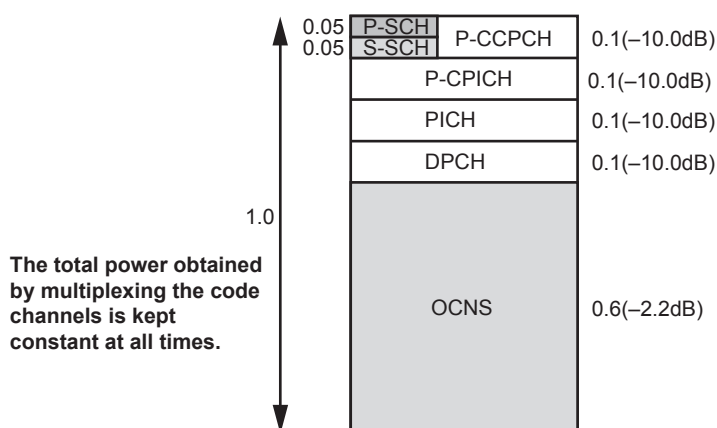 0.05 P-SCH P-CCPCH 0.1(–10.0dB)
0.05 S-SCH
P-CPICH 0.1(–10.0dB)
PICH 0.1(–10.0dB)
DPCH 0.1(–10.0dB)
1.0
The total power obtained
by multiplexing the code
channels is kept
constant at all times.
OCNS 0.6(–2.2dB)